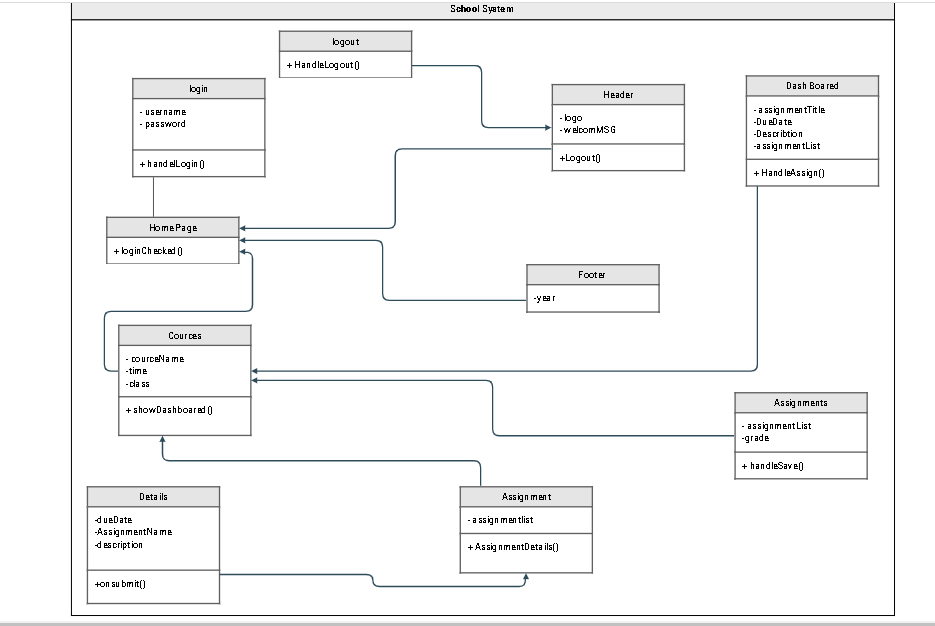 School System
logout
+ HandleLogout()
login
- username
- password
+ handelLogin()
Header
-logo
-welcomMSG
+Logout()
Dash Boared
- assignmentTitle
-DueDate
-Describtion
-assignmentList
+ HandleAssign()
Home Page
+loginChecked()
Footer
-year
Cources
- courceName
-time
-class
+ showDashboared()
Assignments
- assignmentList
-grade
+ handleSave()
Details
-dueDate
-AssignmentName
-description
+onsubmit()
Assignment
- assignmentlist
+ AssignmentDetails()